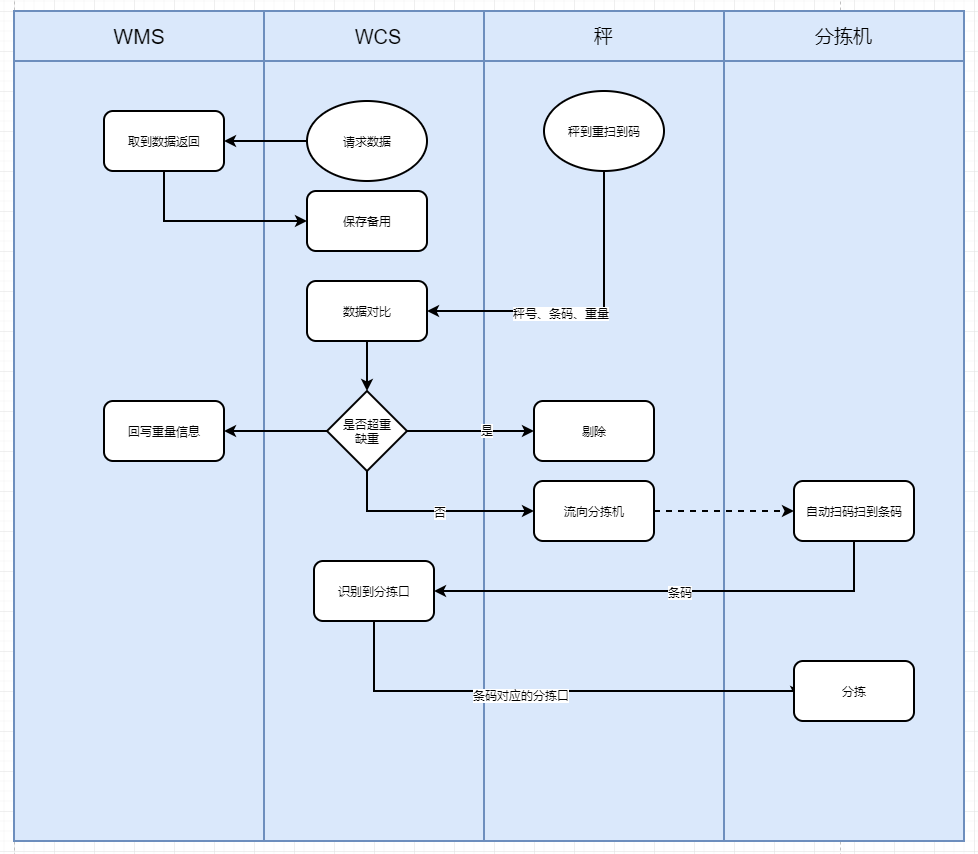 WMS
WCS
秤
分拣机
取到数据返回
请求数据
秤到重扫到码
保存备用
数据对比
秤号、条码、重量
回写重量信息
是否超重
缺重
是
剔除
否
流向分拣机
自动扫码扫到条码
识别到分拣口
条码
条码对应的分拣口
分拣